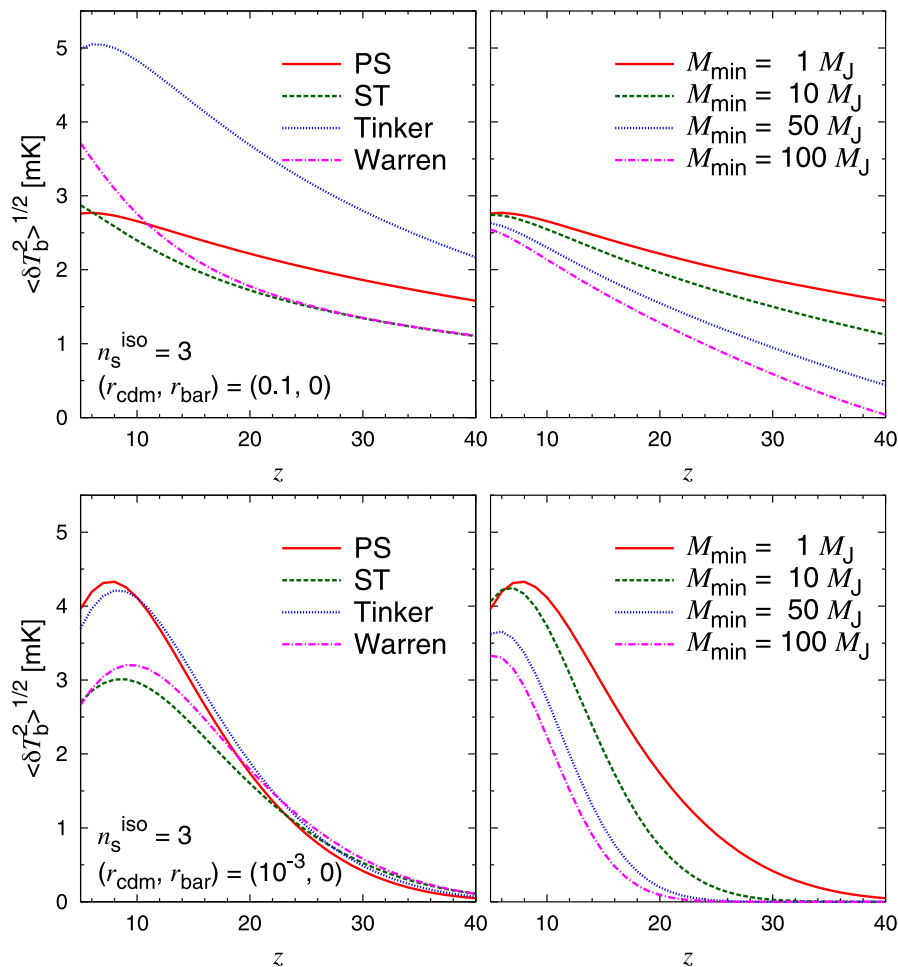 <δT_b^2>^1/2 [mK]
5
4
3
2
1
0
PS
ST
Tinker
Warren
n_s^iso = 3
(r_cdm, r_bar) = (0.1, 0)
10 20 30 40
z
M_min = 1 M_J
M_min = 10 M_J
M_min = 50 M_J
M_min = 100 M_J
10 20 30 40
z
<δT_b^2>^1/2 [mK]
5
4
3
2
1
0
PS
ST
Tinker
Warren
n_s^iso = 3
(r_cdm, r_bar) = (10^-3, 0)
10 20 30 40
z
M_min = 1 M_J
M_min = 10 M_J
M_min = 50 M_J
M_min = 100 M_J
10 20 30 40
z